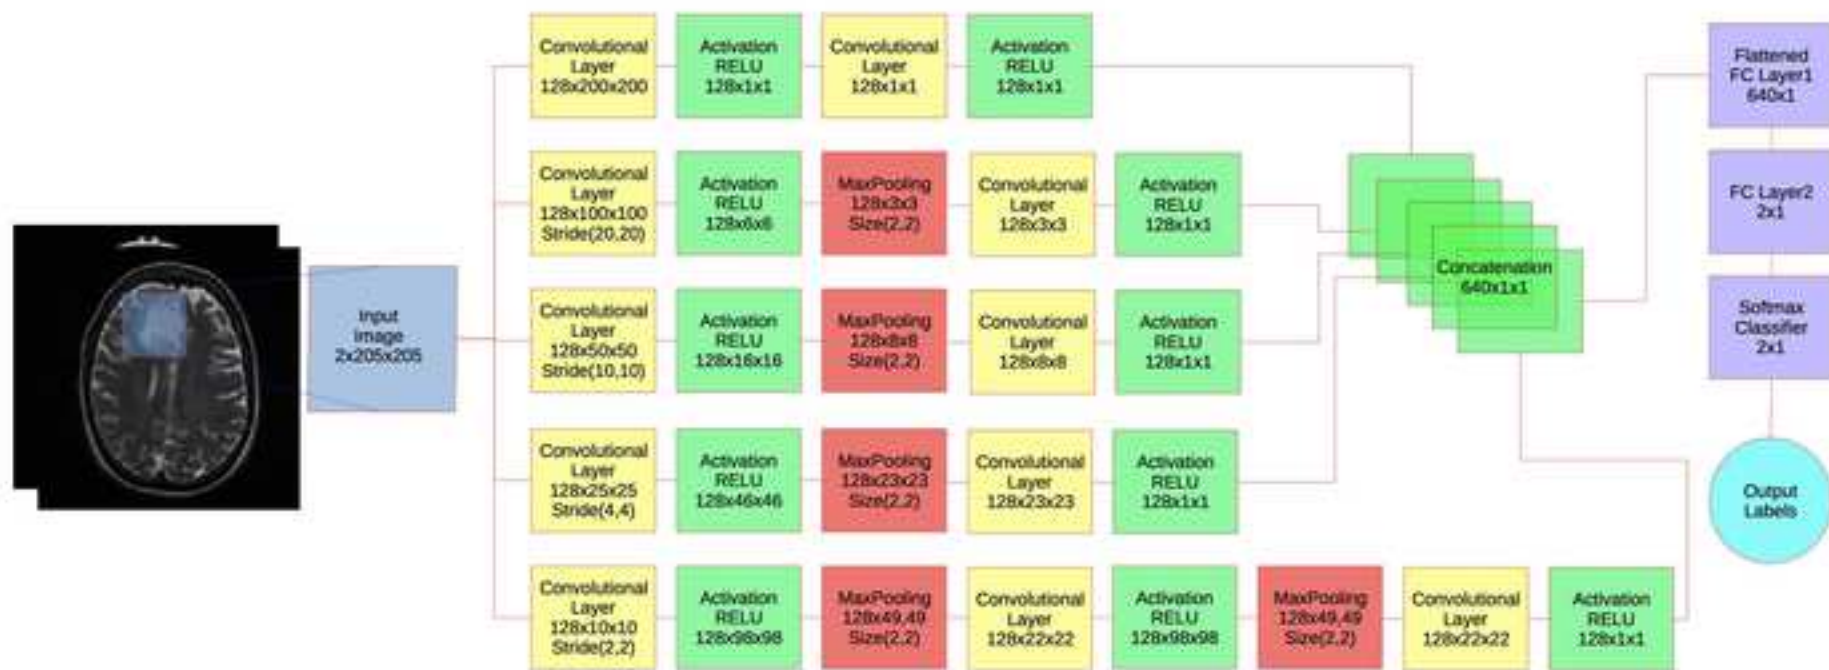 Input
Image
2x205x205
Convolutional
Layer
128x200x200
Activation
RELU
128x1x1
Convolutional
Layer
128x1x1
Activation
RELU
128x1x1
Convolutional
Layer
128x100x100
Stride(20,20)
Activation
RELU
128x6x6
MaxPooling
128x3x3
Size(2,2)
Convolutional
Layer
128x3x3
Activation
RELU
128x1x1
Convolutional
Layer
128x50x50
Stride(10,10)
Activation
RELU
128x16x16
MaxPooling
128x8x8
Size(2,2)
Convolutional
Layer
128x8x8
Activation
RELU
128x1x1
Convolutional
Layer
128x25x25
Stride(4,4)
Activation
RELU
128x46x46
MaxPooling
128x23x23
Size(2,2)
Convolutional
Layer
128x23x23
Activation
RELU
128x1x1
Convolutional
Layer
128x10x10
Stride(2,2)
Activation
RELU
128x98x98
MaxPooling
128x49,49
Size(2,2)
Convolutional
Layer
128x22x22
Activation
RELU
128x98x98
MaxPooling
128x49,49
Size(2,2)
Convolutional
Layer
128x22x22
Activation
RELU
128x1x1
Concatenation
640x1x1
Flattened
FC Layer1
640x1
FC Layer2
2x1
Softmax
Classifier
2x1
Output
Labels